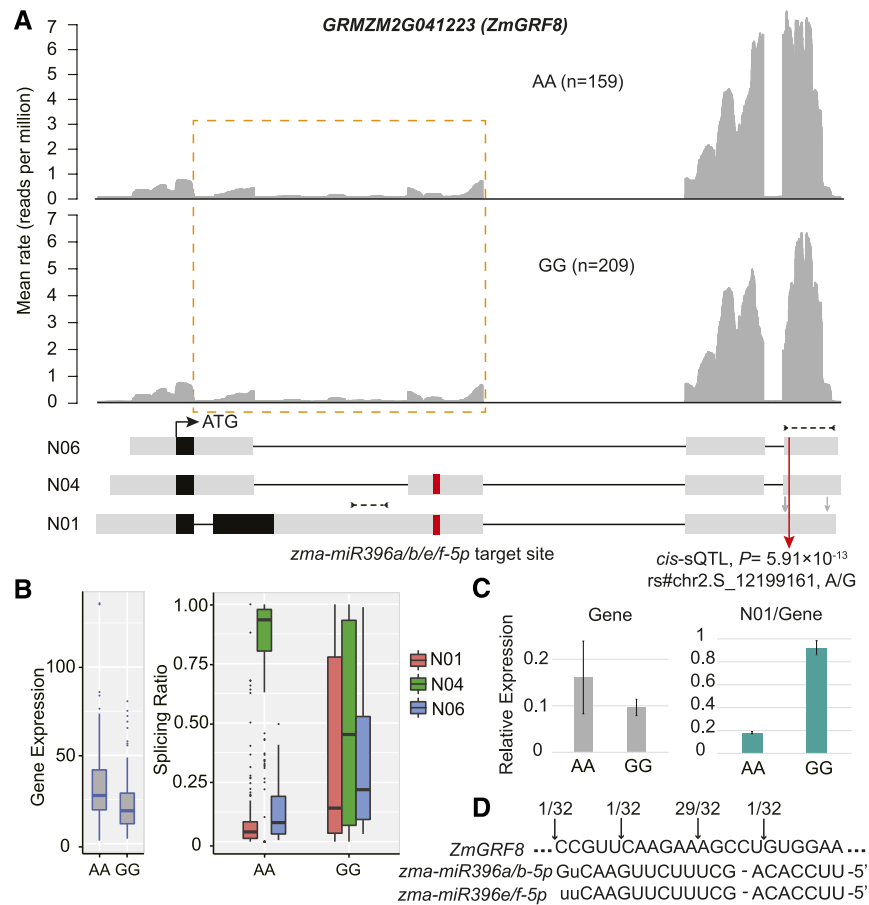 A
GRMZM2G041223 (ZmGRF8)
Mean rate (reads per million)
7
6
5
4
3
2
1
0
AA (n=159)
7
6
5
4
3
2
1
0
GG (n=209)
ATG
N06
N04
N01
zma-miR396a/b/e/f-5p target site
cis-sQTL, P= 5.91×10-13
rs#chr2.S_12199161, A/G
B
Gene Expression
100
50
0
AA GG
Splicing Ratio
1.00
0.75
0.50
0.25
0
AA GG
N01
N04
N06
C
Relative Expression
Gene
0.2
0.1
0
AA GG
N01/Gene
1
0.8
0.6
0.4
0.2
0
AA GG
D
1/32 1/32 29/32 1/32
ZmGRF8 ...CCGUUCAAGAAAGCCUGUGGAA ...
zma-miR396a/b-5p GuCAAGUUCUUUCG - ACACCUU -5'
zma-miR396e/f-5p uuCAAGUUCUUUCG - ACACCUU -5'